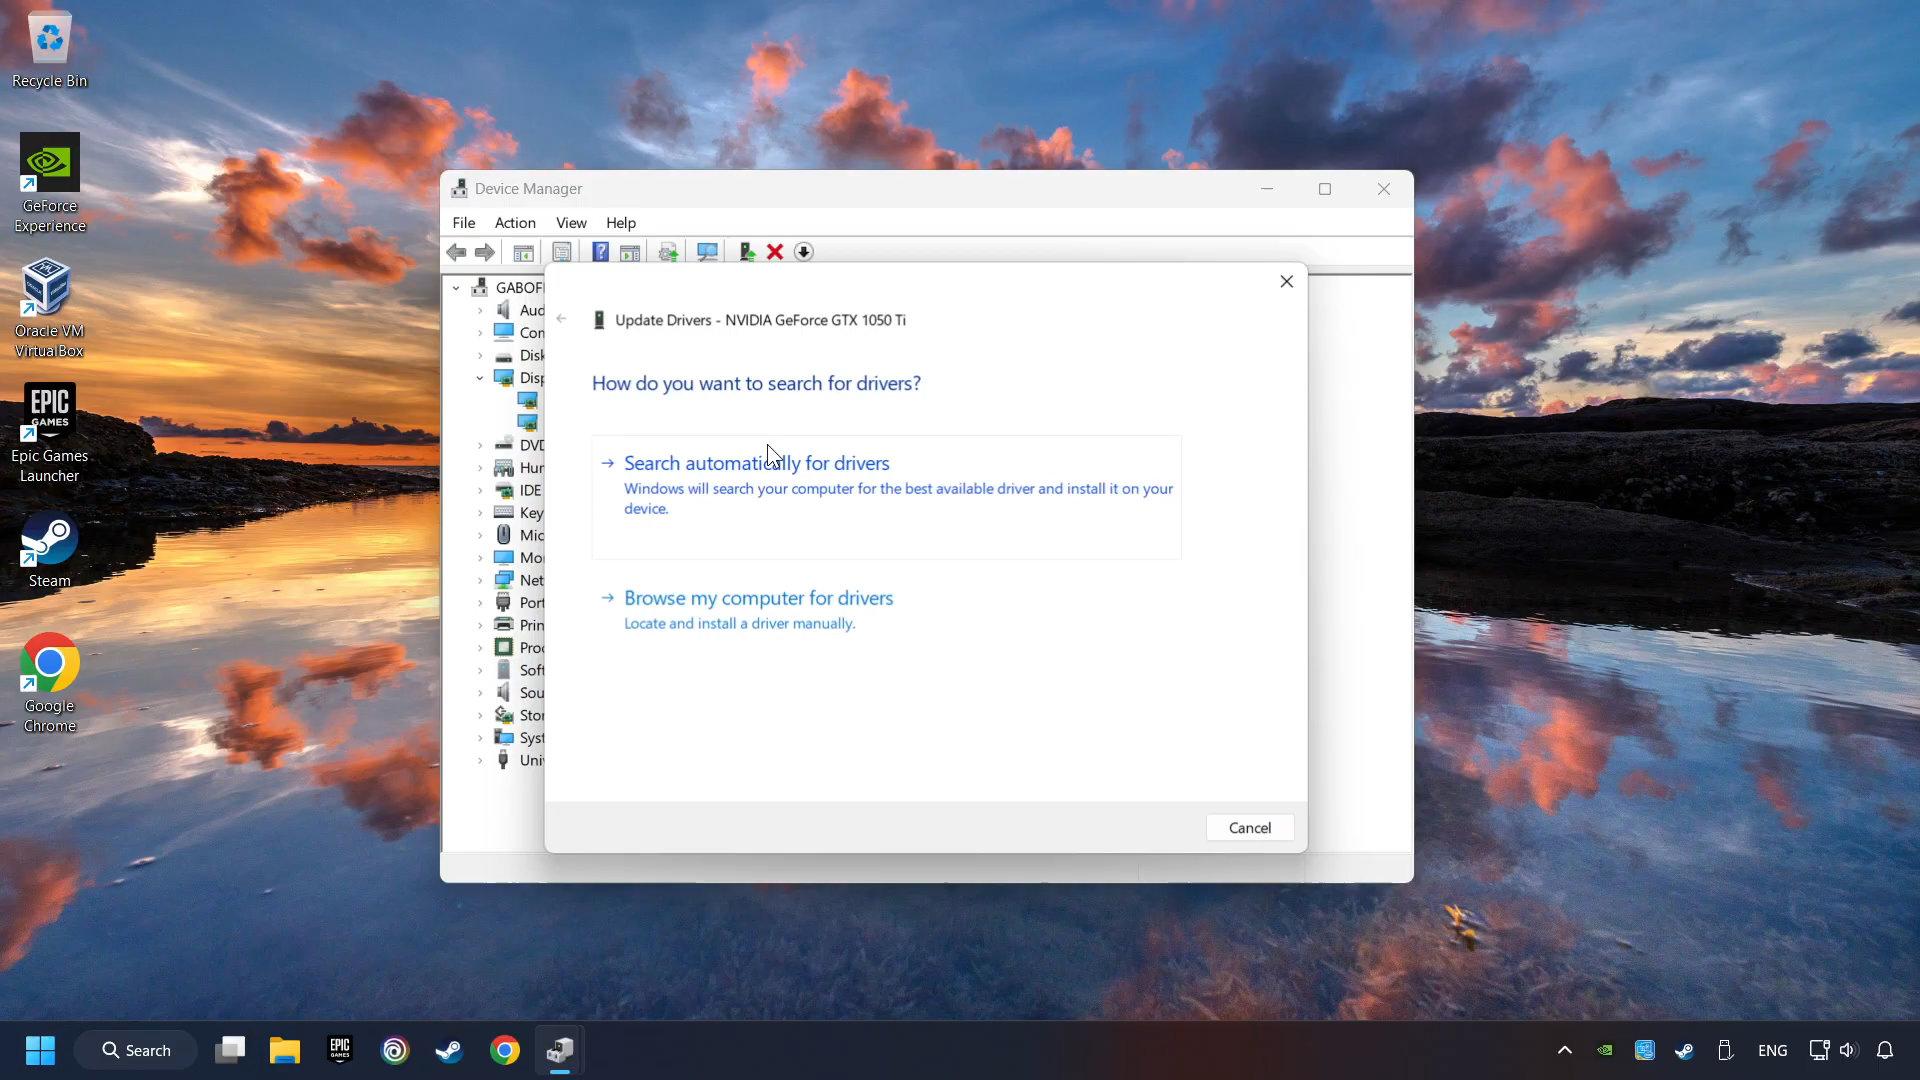 Recycle Bin
GeForce
Experience
Oracle VM
VirtualBox
EPIC
GAMES
Epic Games
Launcher
Steam
Google
Chrome
Device Manager
File Action View Help
?
GABOF
Aud
Con
Disk
Disp
DVD
Hur
IDE
Key
Mic
Mor
Net
Port
Prin
Proc
Soft
Sou
Stor
Syst
Univ
Update Drivers - NVIDIA GeForce GTX 1050 Ti
How do you want to search for drivers?
Search automatically for drivers
Windows will search your computer for the best available driver and install it on your
device.
Browse my computer for drivers
Locate and install a driver manually.
Cancel
Search
EPIC
GAMES
ENG